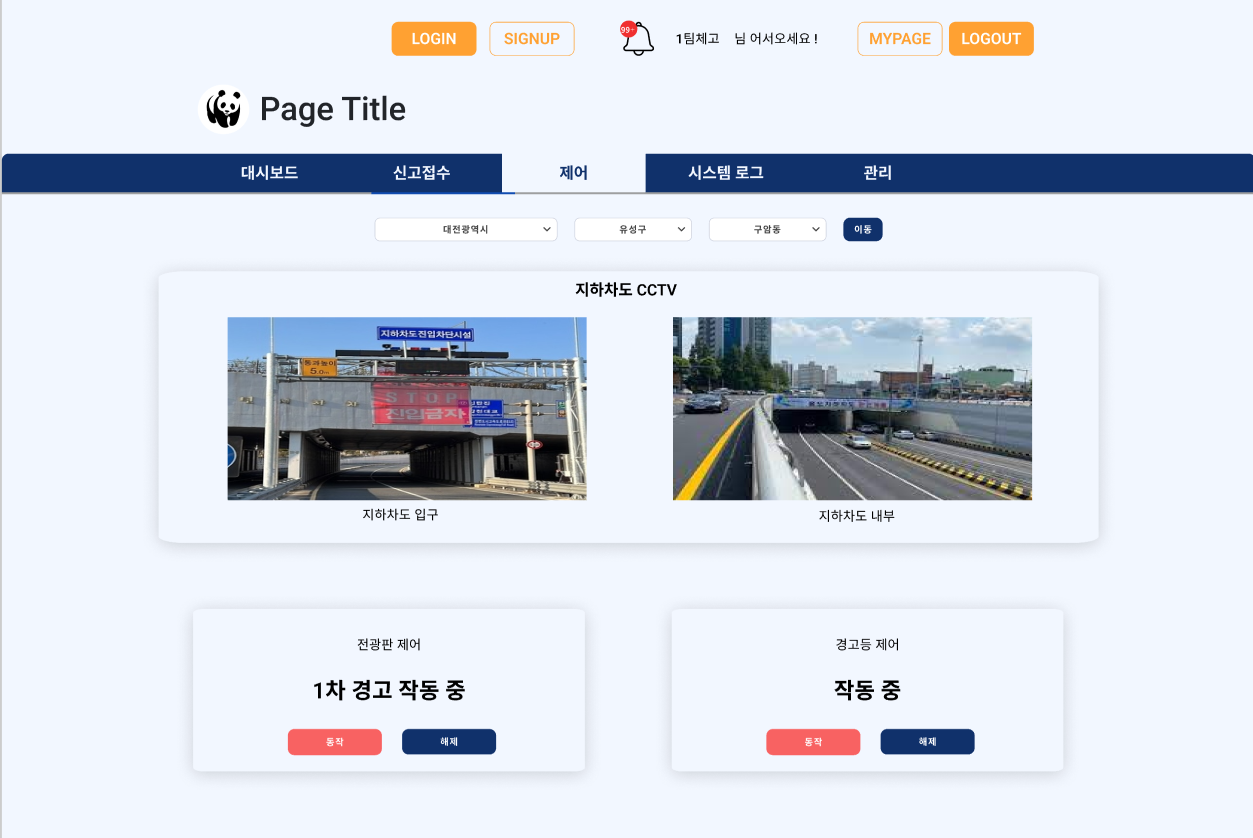 LOGIN
SIGNUP
99+
1팀체고 님 어서오세요 !
MYPAGE
LOGOUT
Page Title
대시보드
신고접수
제어
시스템 로그
관리
대전광역시
유성구
구암동
이동
지하차도 CCTV
지하차도진입차단시설
통과높이
5.0m
STOP
진입금지
지하차도 입구
지하차도 내부
전광판 제어
1차 경고 작동 중
동작
해제
경고등 제어
작동 중
동작
해제